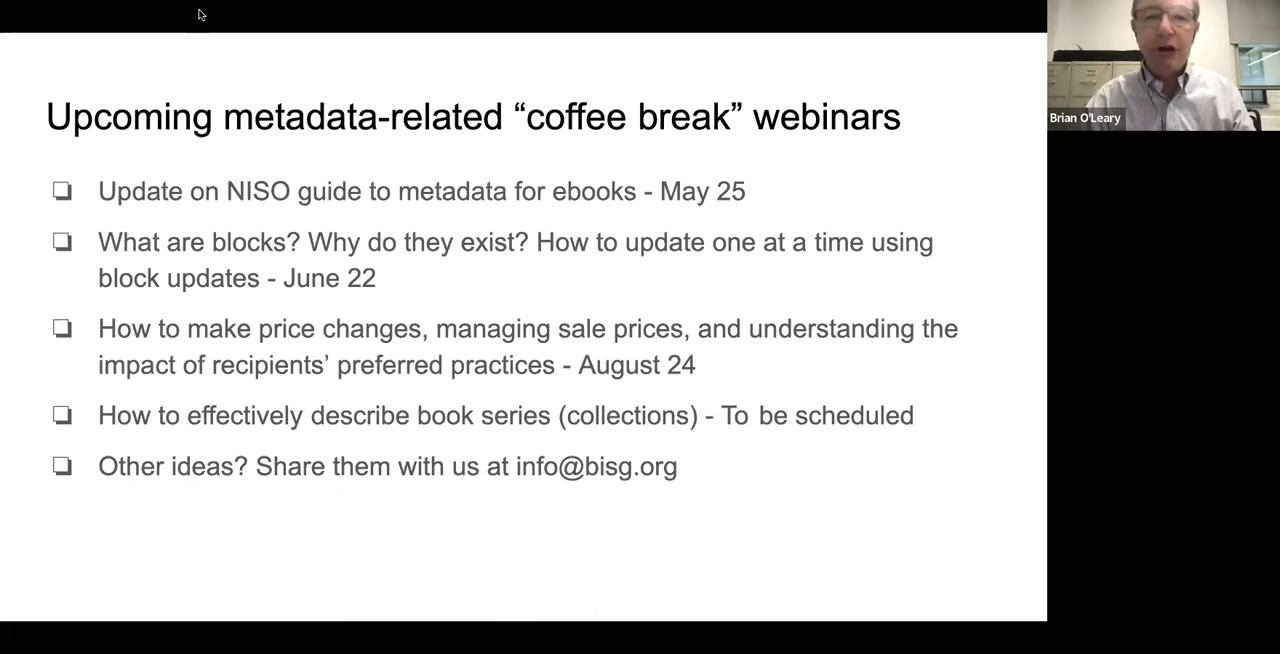 Upcoming metadata-related “coffee break” webinars
Update on NISO guide to metadata for ebooks - May 25
What are blocks? Why do they exist? How to update one at a time using
block updates - June 22
How to make price changes, managing sale prices, and understanding the
impact of recipients’ preferred practices - August 24
How to effectively describe book series (collections) - To be scheduled
Other ideas? Share them with us at info@bisg.org
Brian O'Leary